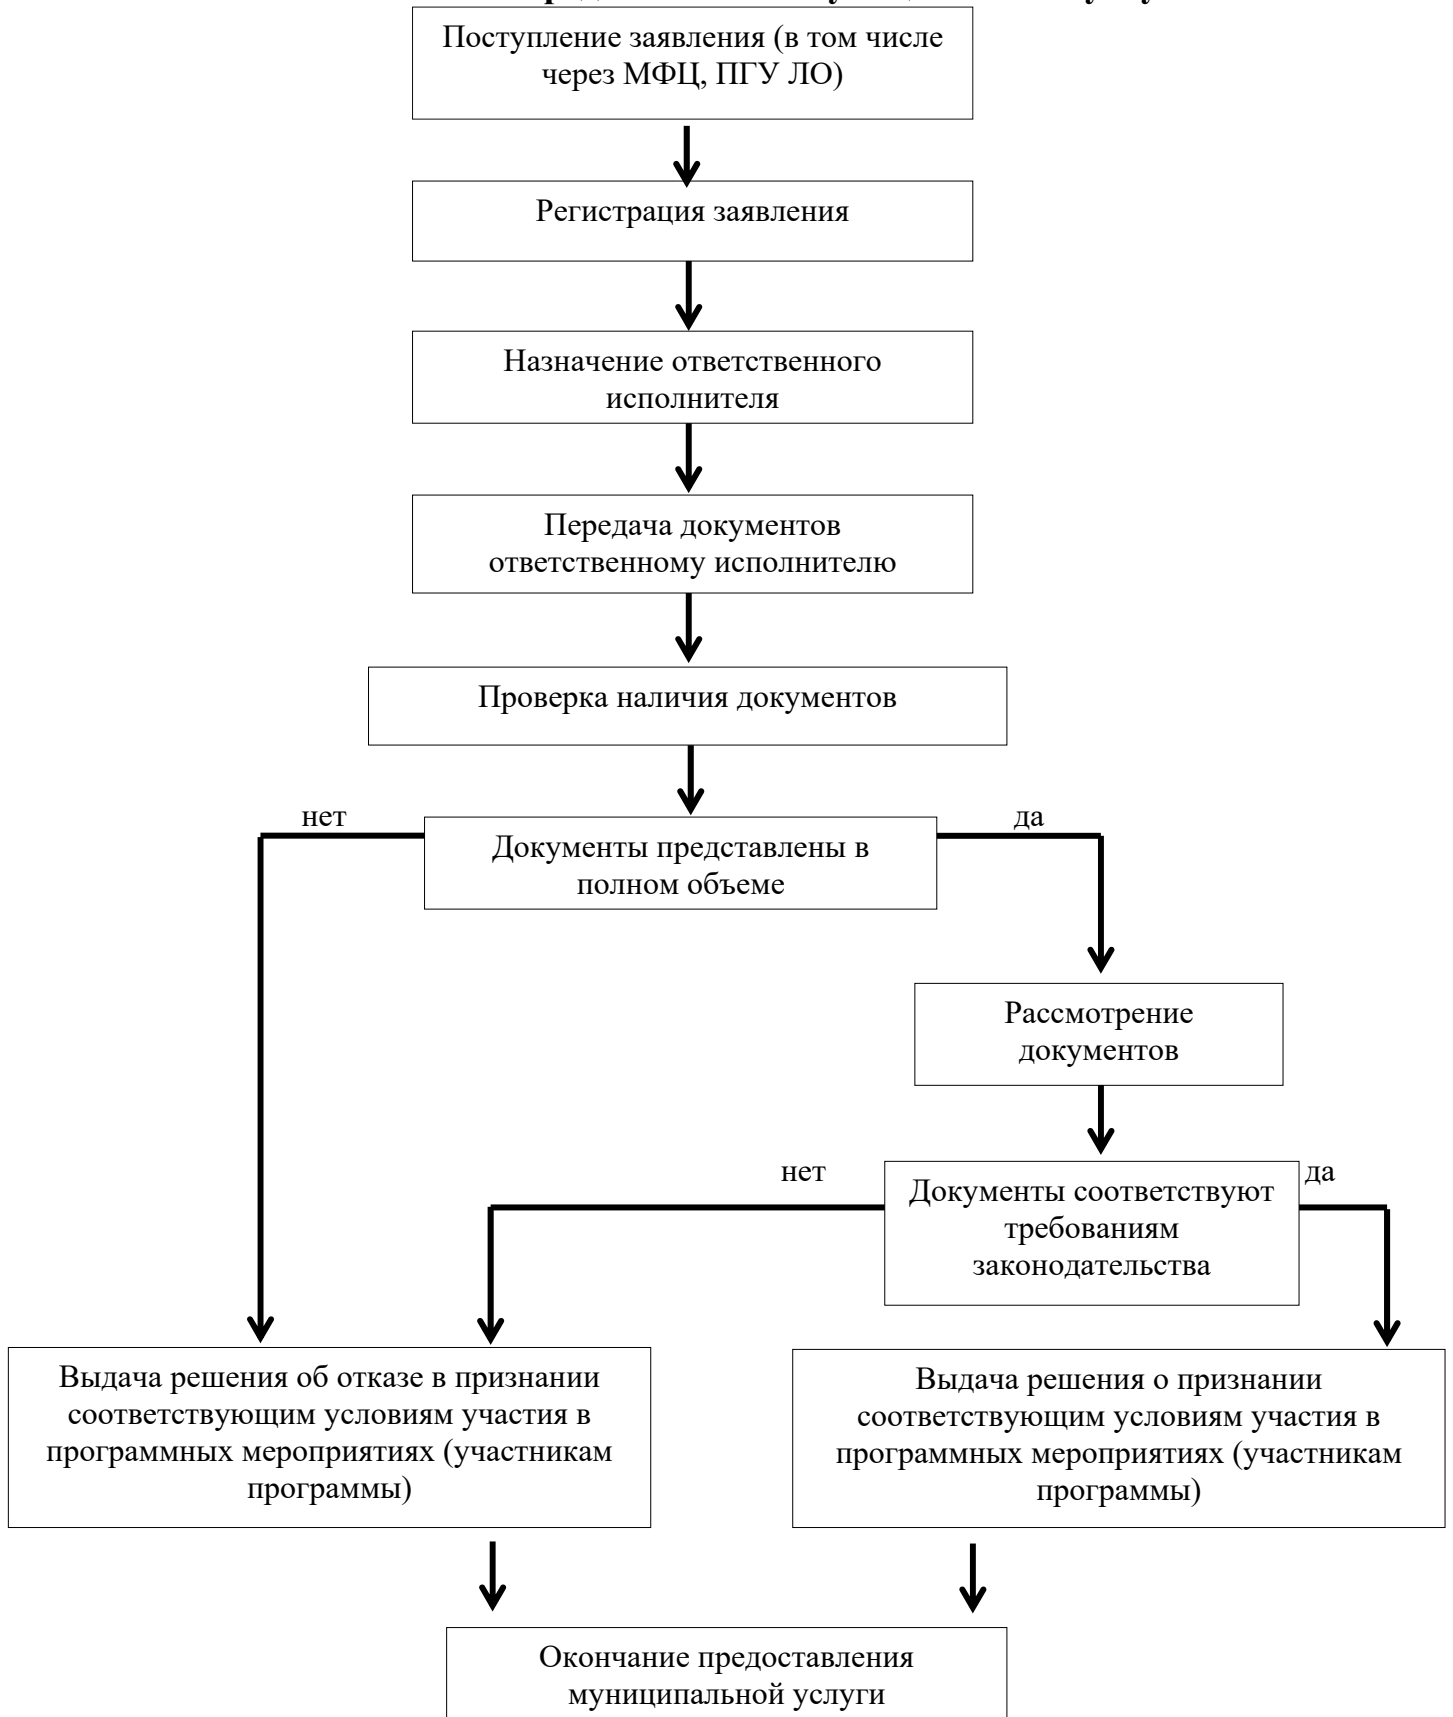 Поступление заявления (в том числе
через МФЦ, ПГУ ЛО)
Регистрация заявления
Назначение ответственного
исполнителя
Передача документов
ответственному исполнителю
Проверка наличия документов
нет
да
Документы представлены в
полном объеме
Рассмотрение
документов
нет
да
Документы соответствуют
требованиям
законодательства
Выдача решения об отказе в признании
соответствующим условиям участия в
программных мероприятиях (участникам
программы)
Выдача решения о признании
соответствующим условиям участия в
программных мероприятиях (участникам
программы)
Окончание предоставления
муниципальной услуги